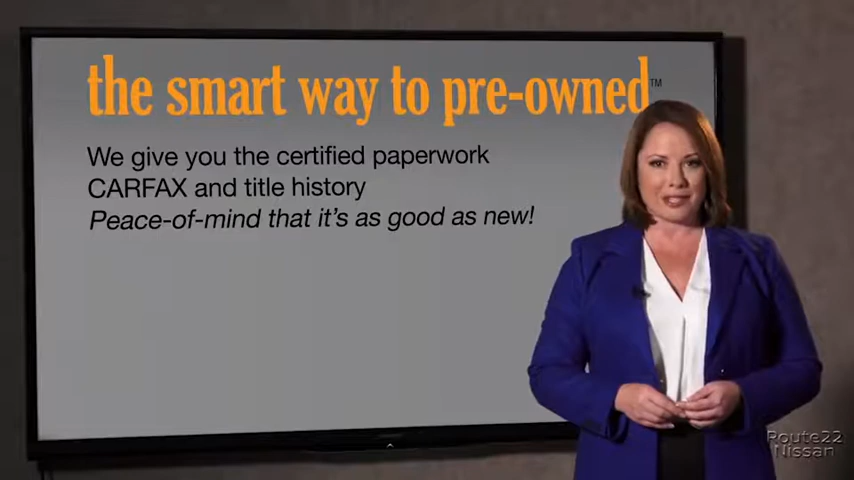 the smart way to pre-owned™
We give you the certified paperwork
CARFAX and title history
Peace-of-mind that it's as good as new!
Route22
Nissan